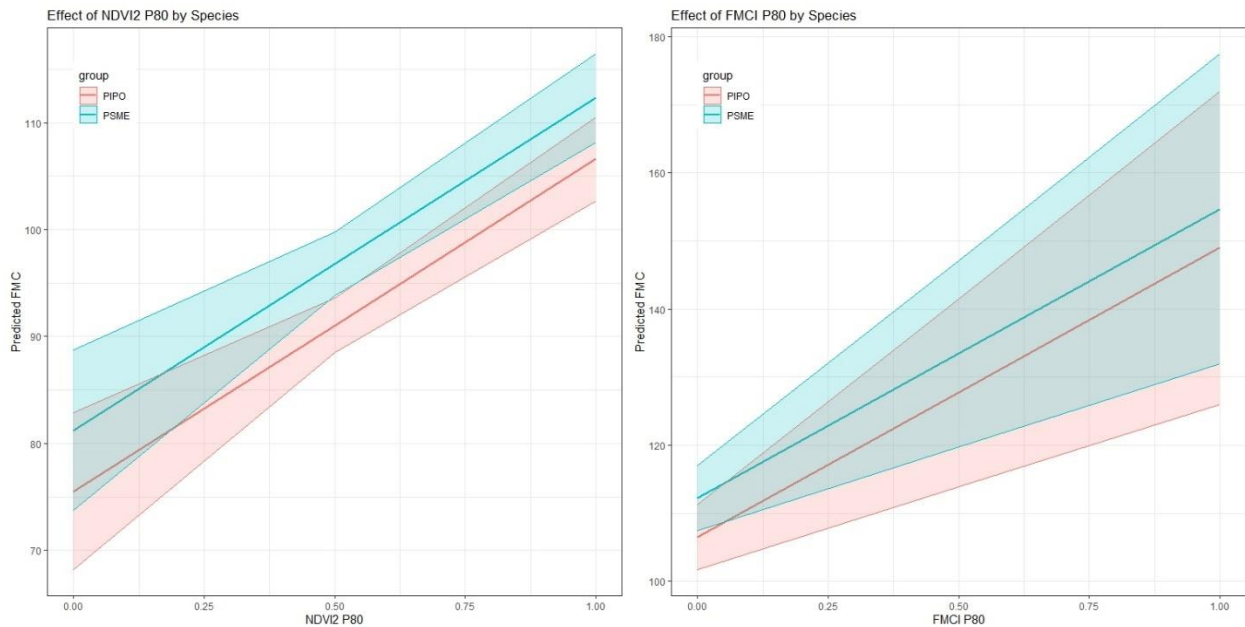 Effect of NDVI2 P80 by Species
group
PIPO
PSME
Predicted FMC
110
100
90
80
70
0.00
0.25
0.50
0.75
1.00
NDVI2 P80
Effect of FMCI P80 by Species
group
PIPO
PSME
Predicted FMC
180
160
140
120
100
0.00
0.25
0.50
0.75
1.00
FMCI P80